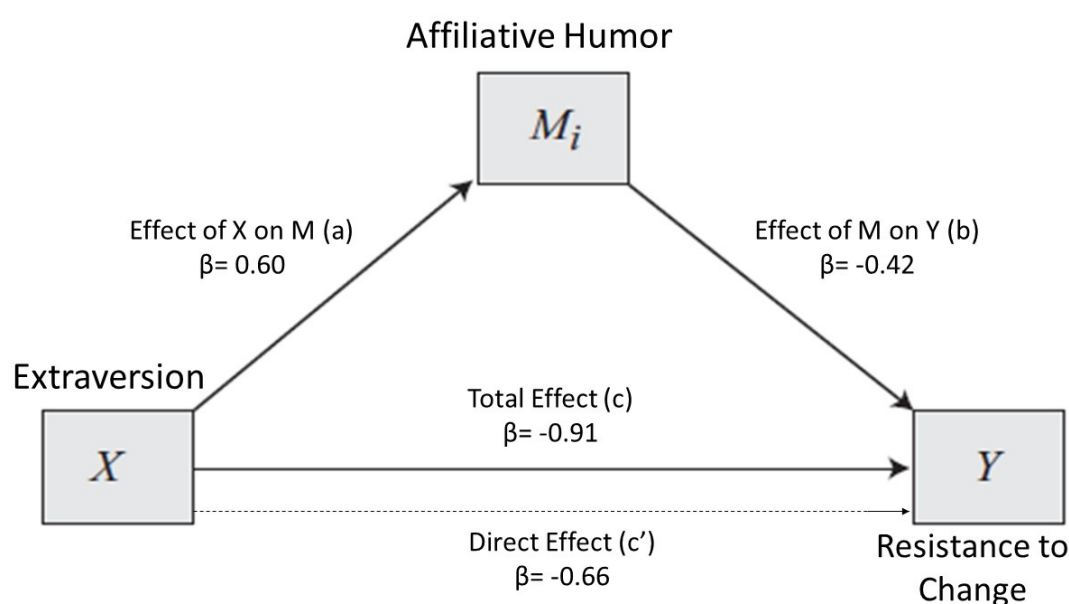 Affiliative Humor
Mi
Effect of X on M (a)
β= 0.60
Effect of M on Y (b)
β= -0.42
Extraversion
X
Total Effect (c)
β= -0.91
Y
Direct Effect (c’)
β= -0.66
Resistance to
Change